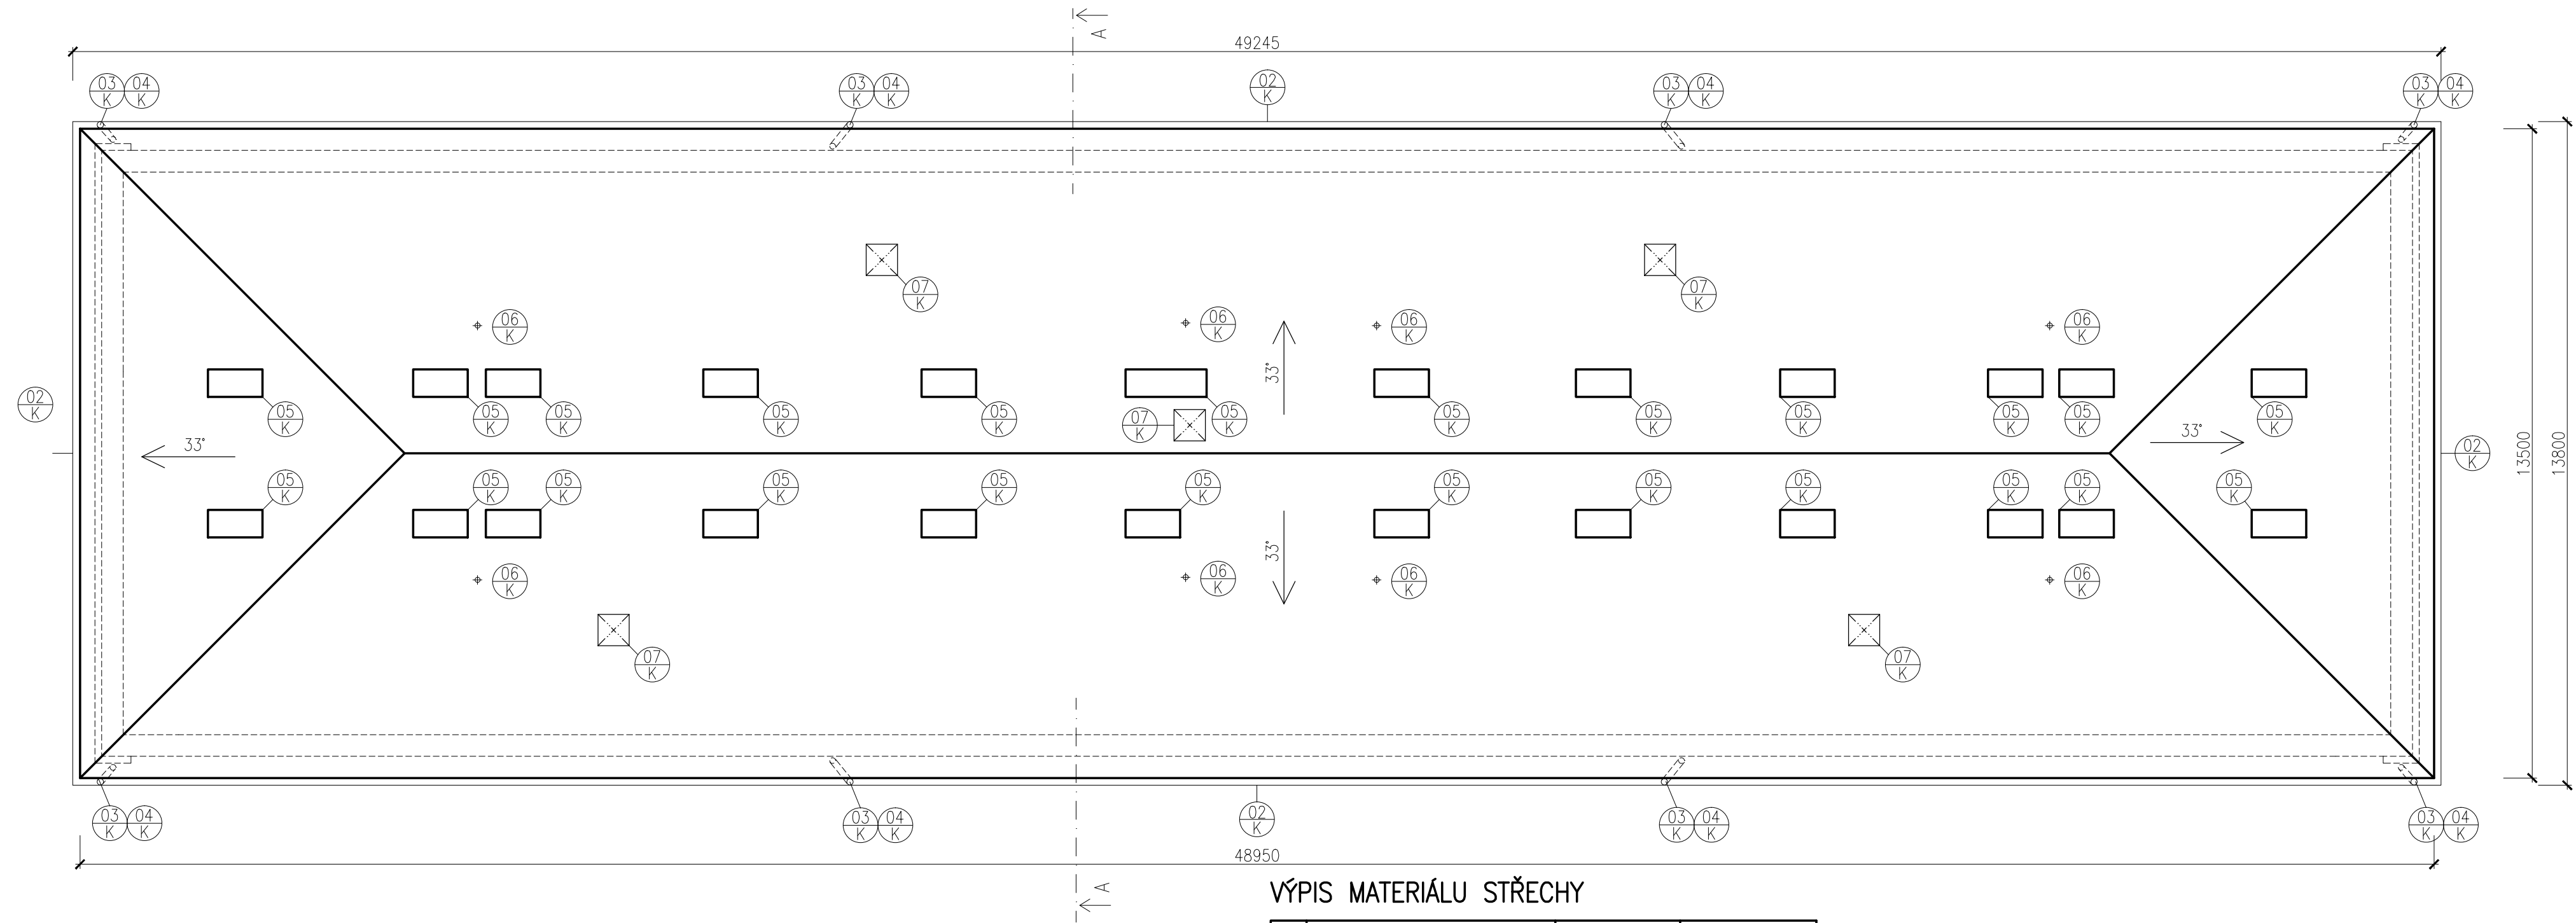 A
49245
02
K
03 04 03 04 03 04 03 04
K K K K K K K K
07 07
K K
06 06 06 06
K K K K
33°
02
K
05 05 05 05 05 05 05 05 05 05 05 05
K K K K K K K K K K K K
07
K
33° 33°
02
K
13500
13800
05 05 05 05 05 05 05 05 05 05 05 05
K K K K K K K K K K K K
33°
06 06 06 06
K K K K
07 07
K K
03 04 03 04 02 03 04 03 04
K K K K K K K K K
48950
A
VÝPIS MATERIÁLU STŘECHY